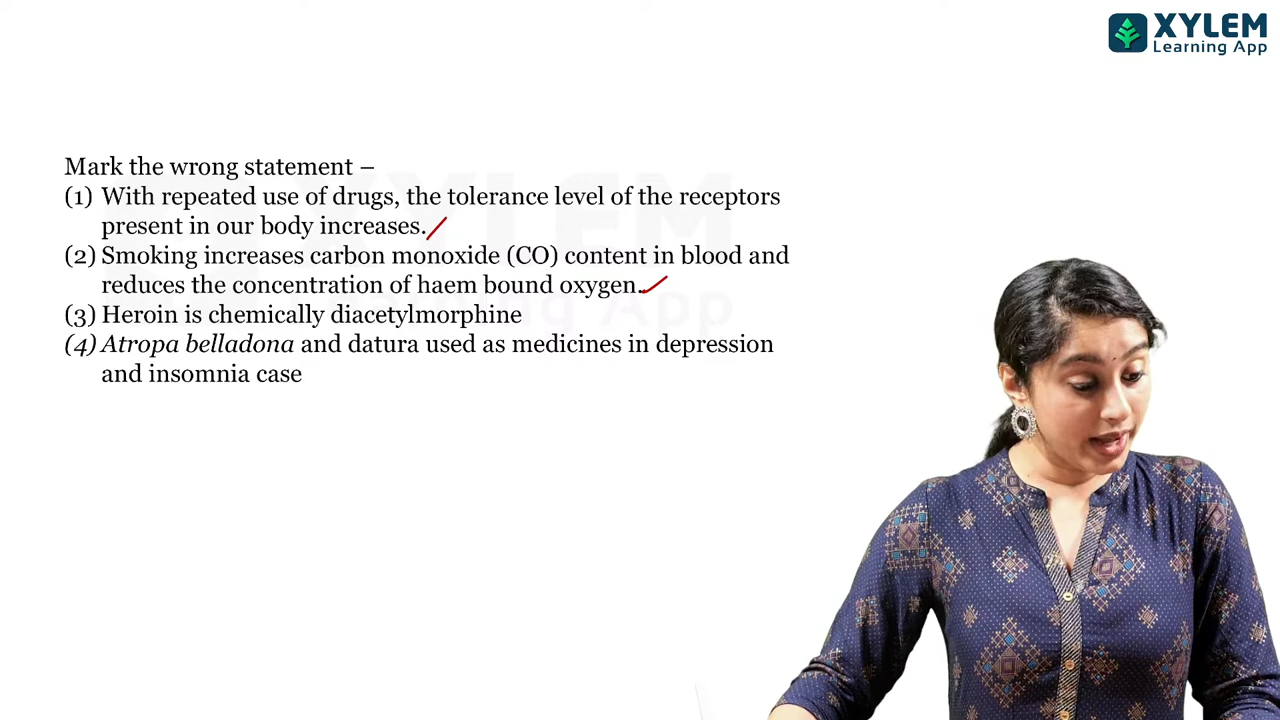 XYLEM
Learning App
Mark the wrong statement –
(1) With repeated use of drugs, the tolerance level of the receptors
present in our body increases.
(2) Smoking increases carbon monoxide (CO) content in blood and
reduces the concentration of haem bound oxygen.
(3) Heroin is chemically diacetylmorphine
(4) Atropa belladona and datura used as medicines in depression
and insomnia case
XYLEM
Learning App